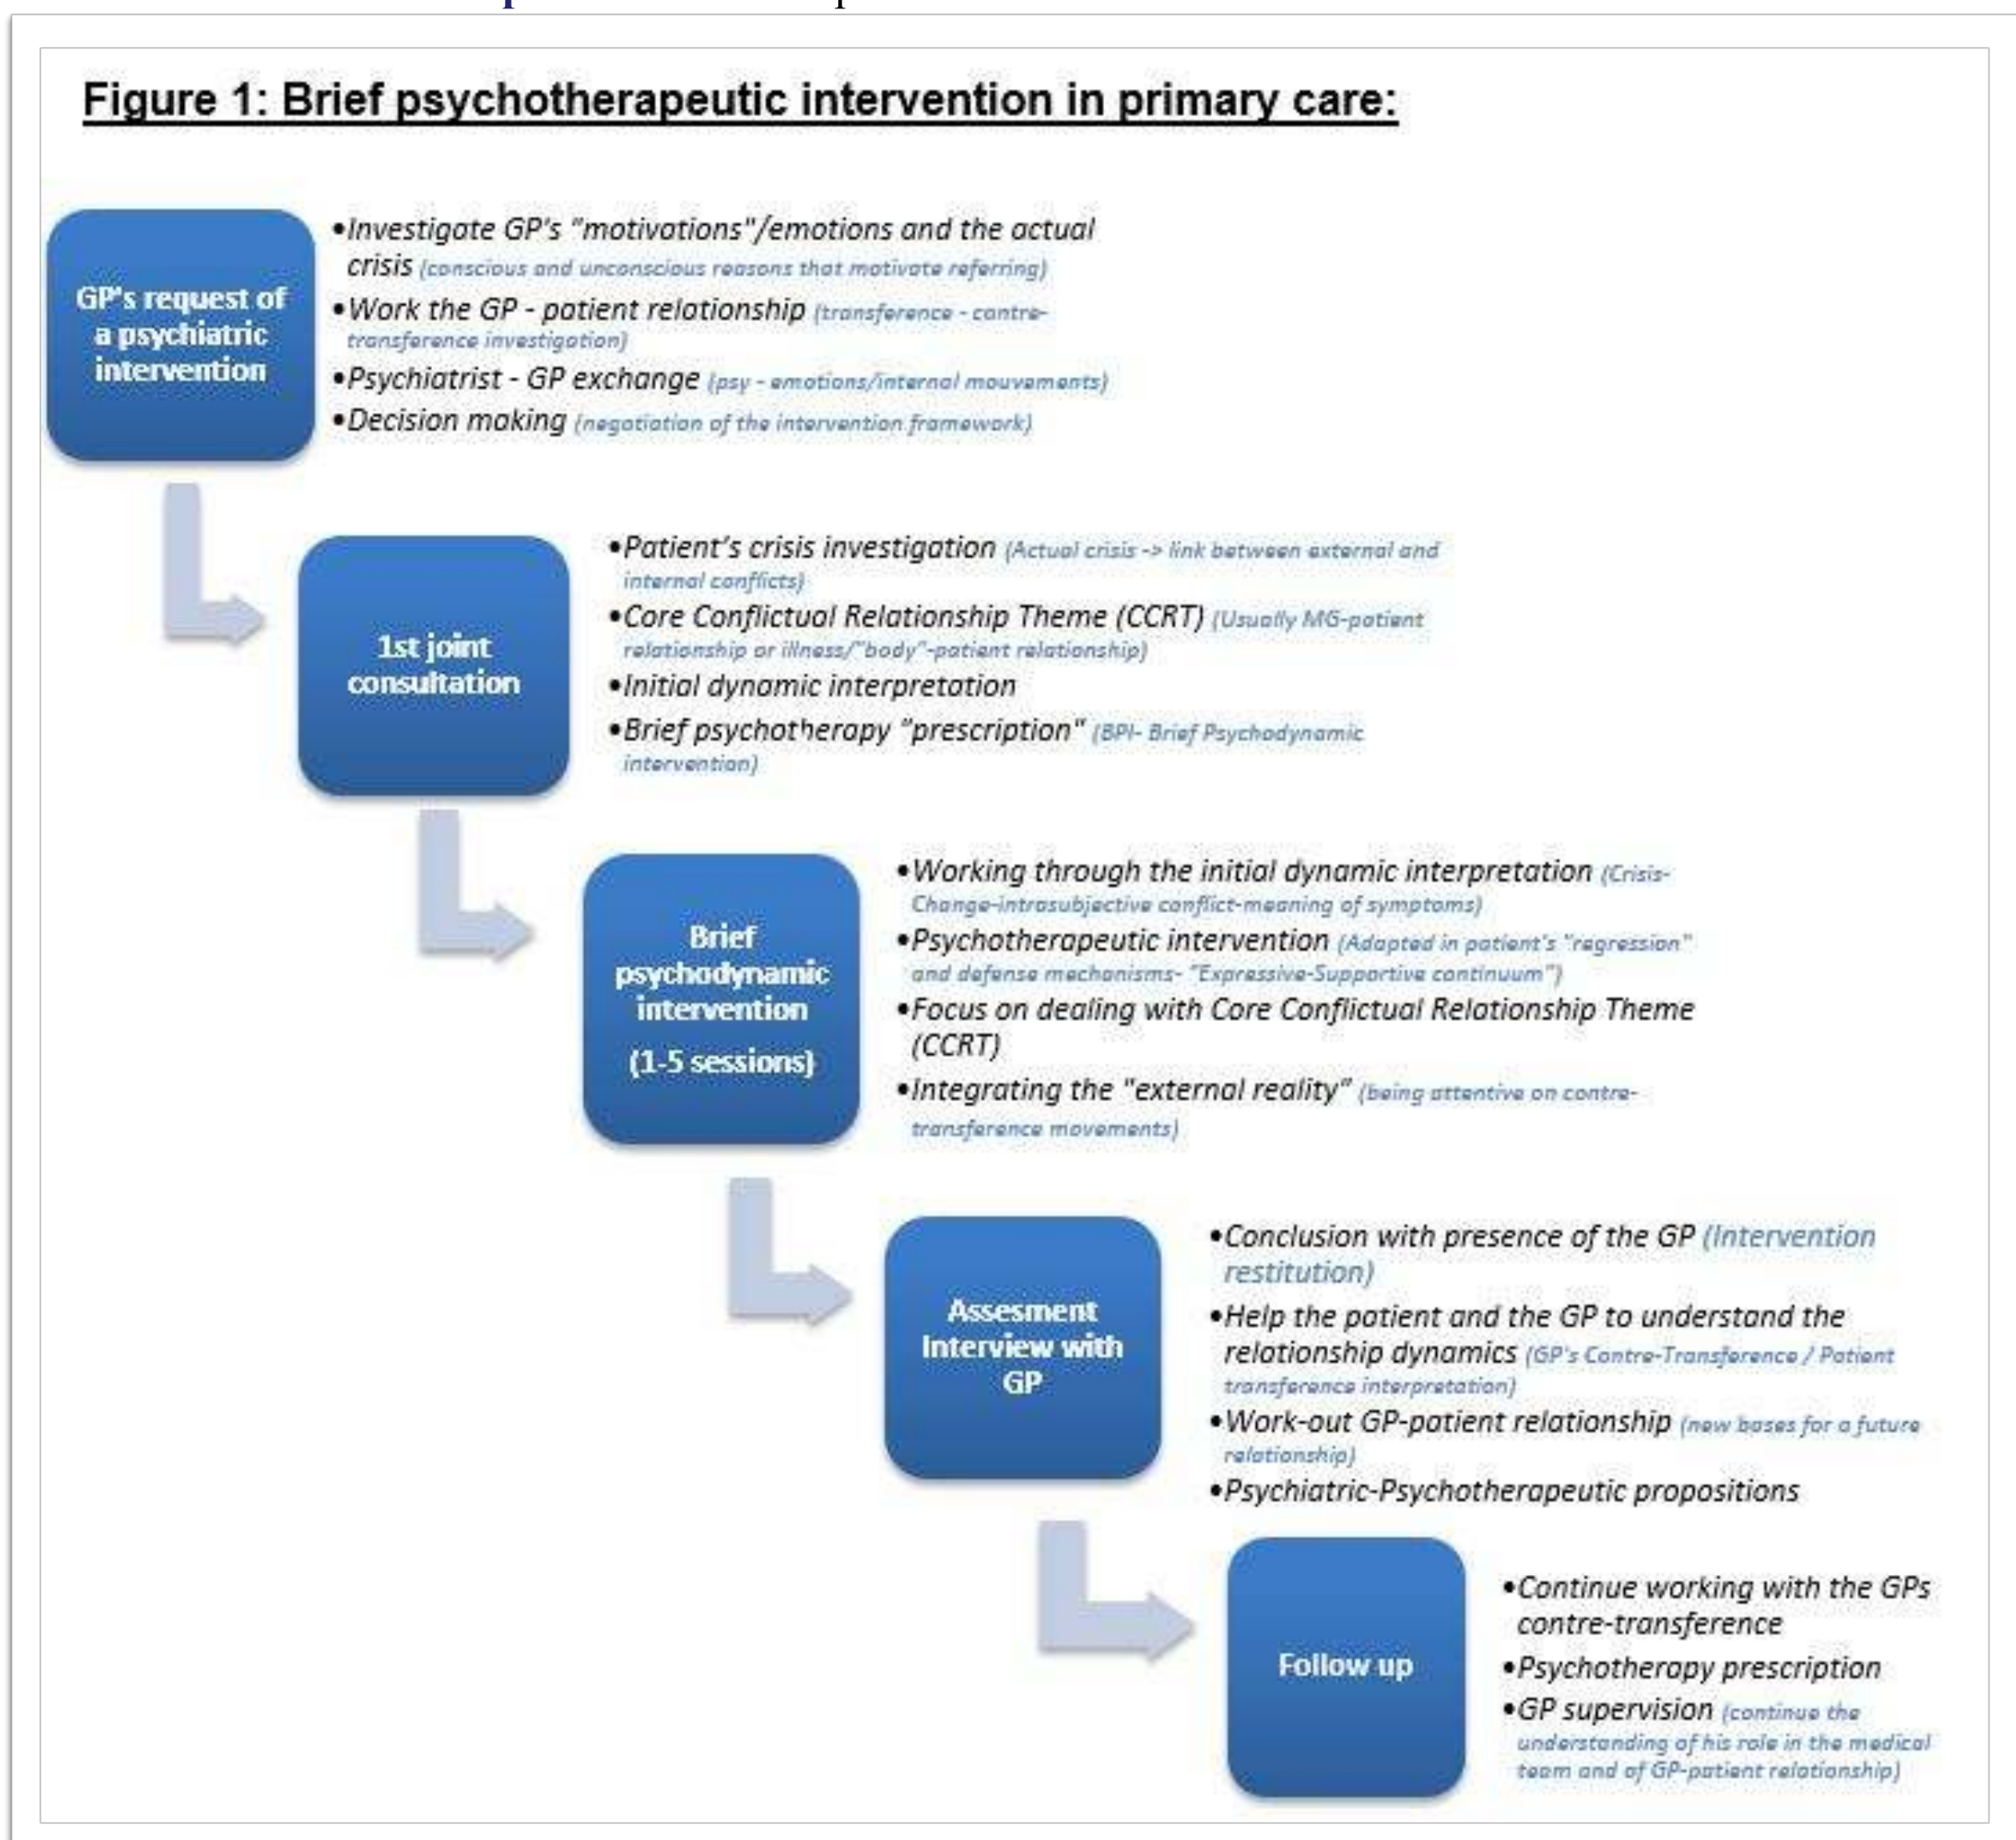 Figure 1: Brief psychotherapeutic intervention in primary care:
GP's request of
a psychiatric
intervention
•Investigate GP's "motivations"/emotions and the actual
crisis (conscious and unconscious reasons that motivate referring)
•Work the GP - patient relationship (transference - contre-
transference investigation)
•Psychiatrist - GP exchange (psy - emotions/internal mouvements)
•Decision making (negotiation of the intervention framework)
1st joint
consultation
•Patient's crisis investigation (Actual crisis -> link between external and
internal conflicts)
•Core Conflictual Relationship Theme (CCRT) (Usually MG-patient
relationship or illness/"body"-patient relationship)
•Initial dynamic interpretation
•Brief psychotherapy "prescription" (BPI- Brief Psychodynamic
intervention)
Brief
psychodynamic
intervention
(1-5 sessions)
•Working through the initial dynamic interpretation (Crisis-
Change-intrasubjective conflict-meaning of symptoms)
•Psychotherapeutic intervention (Adapted in patient's "regression"
and defense mechanisms- "Expressive-Supportive continuum")
•Focus on dealing with Core Conflictual Relationship Theme
(CCRT)
•Integrating the "external reality" (being attentive on contre-
transference movements)
Assesment
Interview with
GP
•Conclusion with presence of the GP (Intervention
restitution)
•Help the patient and the GP to understand the
relationship dynamics (GP's Contre-Transference / Patient
transference interpretation)
•Work-out GP-patient relationship (new bases for a future
relationship)
•Psychiatric-Psychotherapeutic propositions
Follow up
•Continue working with the GPs
contre-transference
•Psychotherapy prescription
•GP supervision (continue the
understanding of his role in the medical
team and of GP-patient relationship)